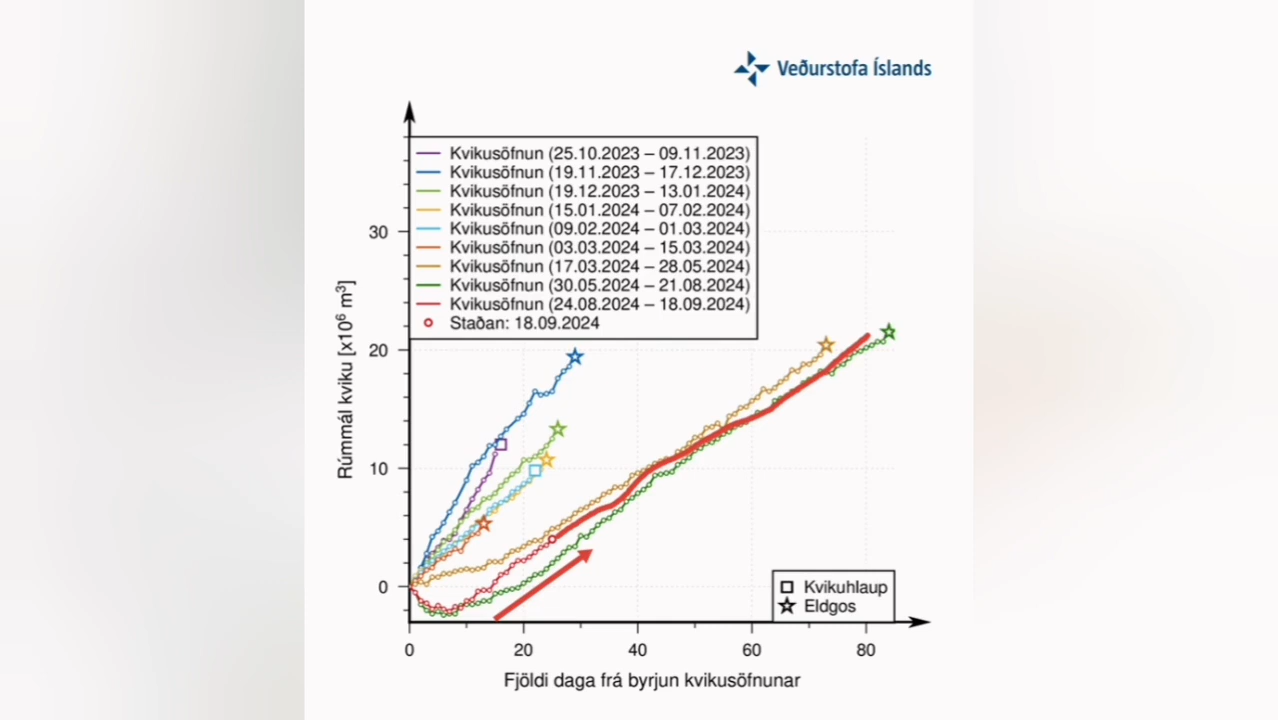 Veðurstofa Íslands
Kvikusöfnun (25.10.2023 – 09.11.2023)
Kvikusöfnun (19.11.2023 – 17.12.2023)
Kvikusöfnun (19.12.2023 – 13.01.2024)
Kvikusöfnun (15.01.2024 – 07.02.2024)
Kvikusöfnun (09.02.2024 – 01.03.2024)
Kvikusöfnun (03.03.2024 – 15.03.2024)
Kvikusöfnun (17.03.2024 – 28.05.2024)
Kvikusöfnun (30.05.2024 – 21.08.2024)
Kvikusöfnun (24.08.2024 – 18.09.2024)
Staðan: 18.09.2024
30
20
10
0
Rúmmál kviku [x10⁶ m³]
Kvikuhlaup
Eldgos
0 20 40 60 80
Fjöldi daga frá byrjun kvikusöfnunar